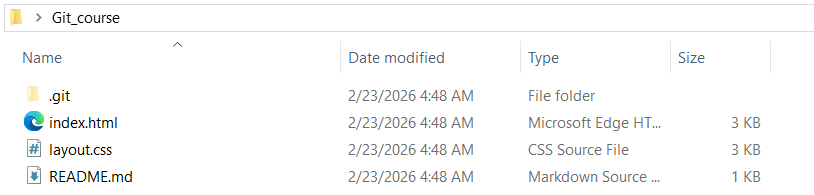 Git_course
Name Date modified Type Size
.git 2/23/2026 4:48 AM File folder
index.html 2/23/2026 4:48 AM Microsoft Edge HT... 3 KB
layout.css 2/23/2026 4:48 AM CSS Source File 3 KB
README.md 2/23/2026 4:48 AM Markdown Source ... 1 KB